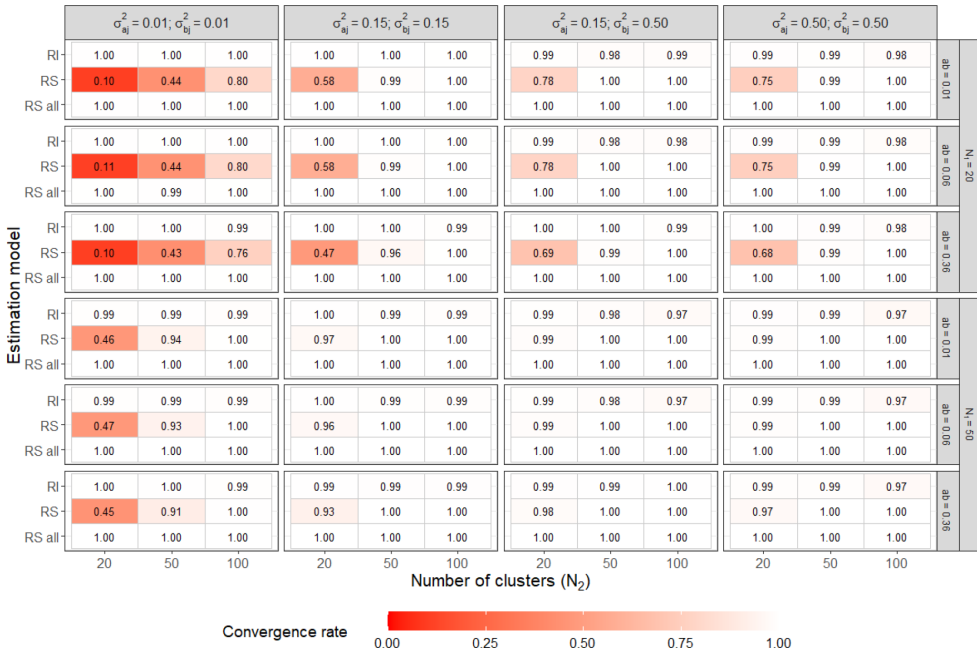 σ²aj = 0.01; σ²bj = 0.01 σ²aj = 0.15; σ²bj = 0.15 σ²aj = 0.15; σ²bj = 0.50 σ²aj = 0.50; σ²bj = 0.50
RI 1.00 1.00 1.00 1.00 1.00 1.00 0.99 0.98 0.99 0.99 0.99 0.98
RS 0.10 0.44 0.80 0.58 0.99 1.00 0.78 1.00 1.00 0.75 0.99 1.00
RS all 1.00 1.00 1.00 1.00 1.00 1.00 1.00 1.00 1.00 1.00 1.00 1.00
ab = 0.01
RI 1.00 1.00 1.00 1.00 1.00 1.00 0.99 0.98 0.98 0.99 0.99 0.98
RS 0.11 0.44 0.80 0.58 0.99 1.00 0.78 1.00 1.00 0.75 0.99 1.00
RS all 1.00 0.99 1.00 1.00 1.00 1.00 1.00 1.00 1.00 1.00 1.00 1.00
ab = 0.06
N₁ = 20
RI 1.00 1.00 0.99 1.00 1.00 0.99 1.00 1.00 0.99 1.00 0.99 0.98
RS 0.10 0.43 0.76 0.47 0.96 1.00 0.69 0.99 1.00 0.68 0.99 1.00
RS all 1.00 1.00 1.00 1.00 1.00 1.00 1.00 1.00 1.00 1.00 1.00 1.00
ab = 0.36
Estimation model
RI 0.99 0.99 0.99 1.00 0.99 0.99 0.99 0.98 0.97 0.99 0.99 0.97
RS 0.46 0.94 1.00 0.97 1.00 1.00 0.99 1.00 1.00 0.99 1.00 1.00
RS all 1.00 1.00 1.00 1.00 1.00 1.00 1.00 1.00 1.00 1.00 1.00 1.00
ab = 0.01
RI 0.99 0.99 0.99 1.00 0.99 0.99 0.99 0.98 0.97 0.99 0.99 0.97
RS 0.47 0.93 1.00 0.96 1.00 1.00 0.99 1.00 1.00 0.99 1.00 1.00
RS all 1.00 1.00 1.00 1.00 1.00 1.00 1.00 1.00 1.00 1.00 1.00 1.00
ab = 0.06
N₁ = 50
RI 1.00 1.00 0.99 0.99 0.99 0.99 0.99 0.99 1.00 0.99 0.99 0.97
RS 0.45 0.91 1.00 0.93 1.00 1.00 0.98 1.00 1.00 0.97 1.00 1.00
RS all 1.00 1.00 1.00 1.00 1.00 1.00 1.00 1.00 1.00 1.00 1.00 1.00
ab = 0.36
20 50 100 20 50 100 20 50 100 20 50 100
Number of clusters (N₂)
Convergence rate
0.00 0.25 0.50 0.75 1.00